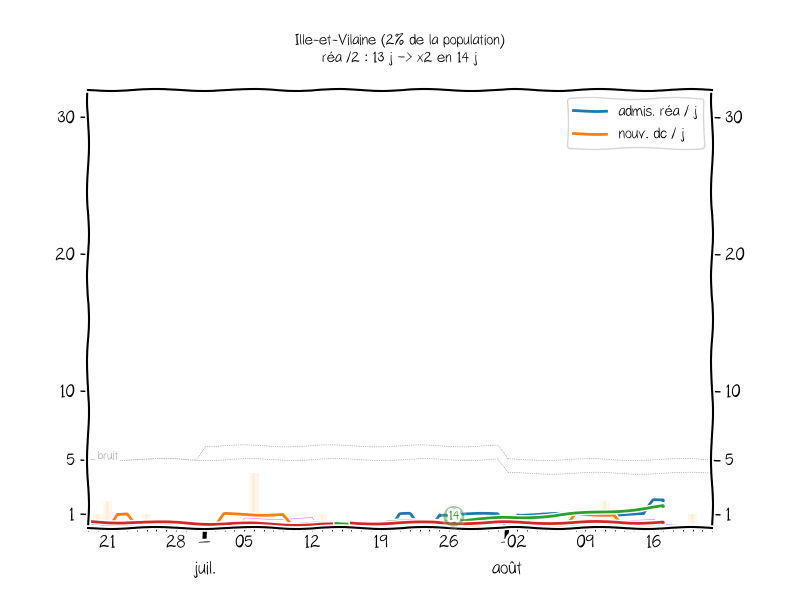 Ille-et-Vilaine (2% de la population)
réa /2 : 13 j -> x2 en 14 j
admis. réa / j
nouv. dc / j
30
30
20
20
10
10
5
5
bruit
1
1
14
21
28
05
12
19
26
02
09
16
juil.
août